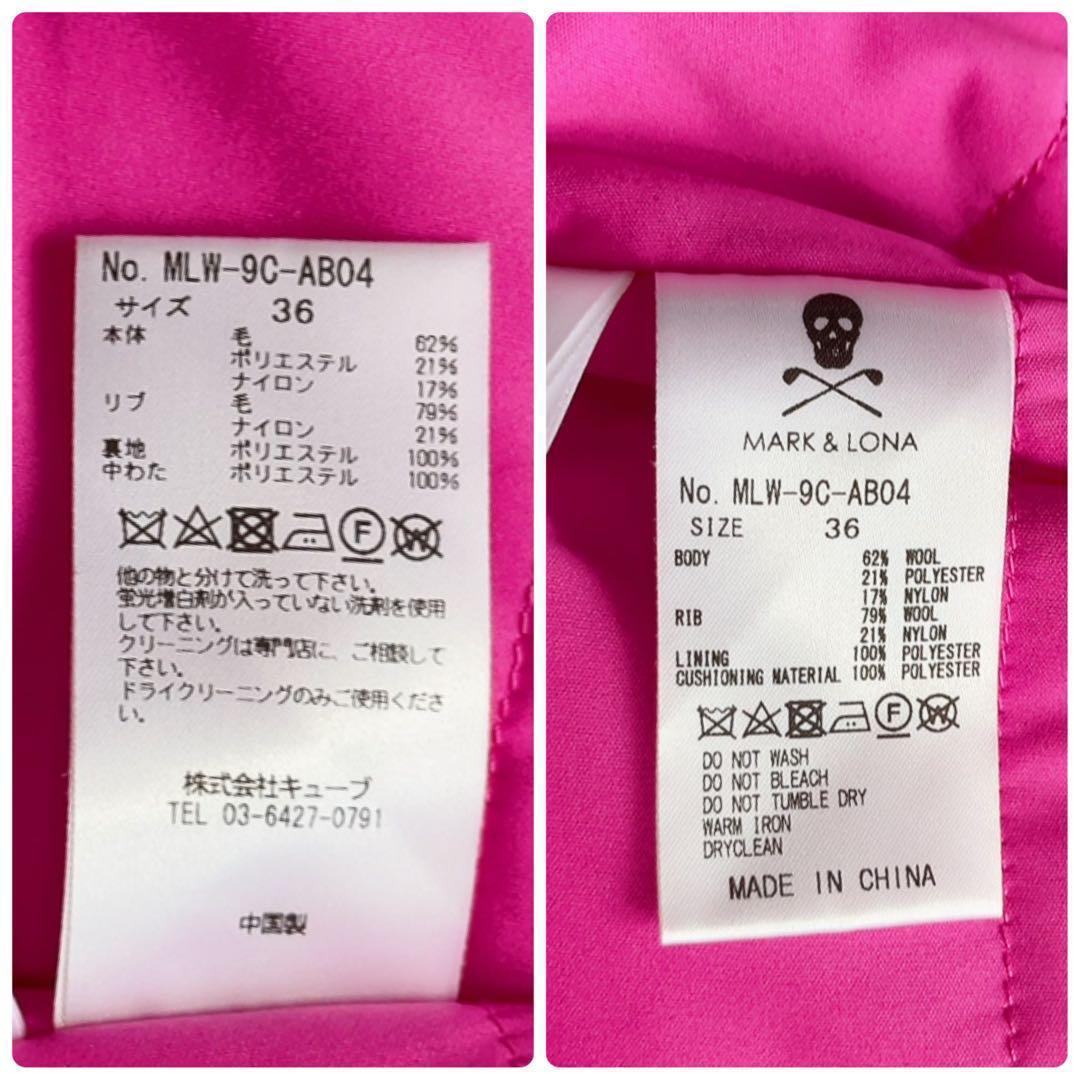 No. MLW-9C-AB04
サイズ 36
本体 毛 62%
ポリエステル 21%
ナイロン 17%
リブ 毛 79%
ナイロン 21%
裏地 ポリエステル 100%
中わた ポリエステル 100%
F W
他の物と分けて洗って下さい。
蛍光増白剤が入っていない洗剤を使用
して下さい。
クリーニングは専門店に、ご相談して
下さい。
ドライクリーニングのみご使用くださ
い。
株式会社キューブ
TEL 03-6427-0791
中国製
MARK & LONA
No. MLW-9C-AB04
SIZE 36
BODY 62% WOOL
21% POLYESTER
17% NYLON
RIB 79% WOOL
21% NYLON
LINING 100% POLYESTER
CUSHIONING MATERIAL 100% POLYESTER
F W
DO NOT WASH
DO NOT BLEACH
DO NOT TUMBLE DRY
WARM IRON
DRYCLEAN
MADE IN CHINA